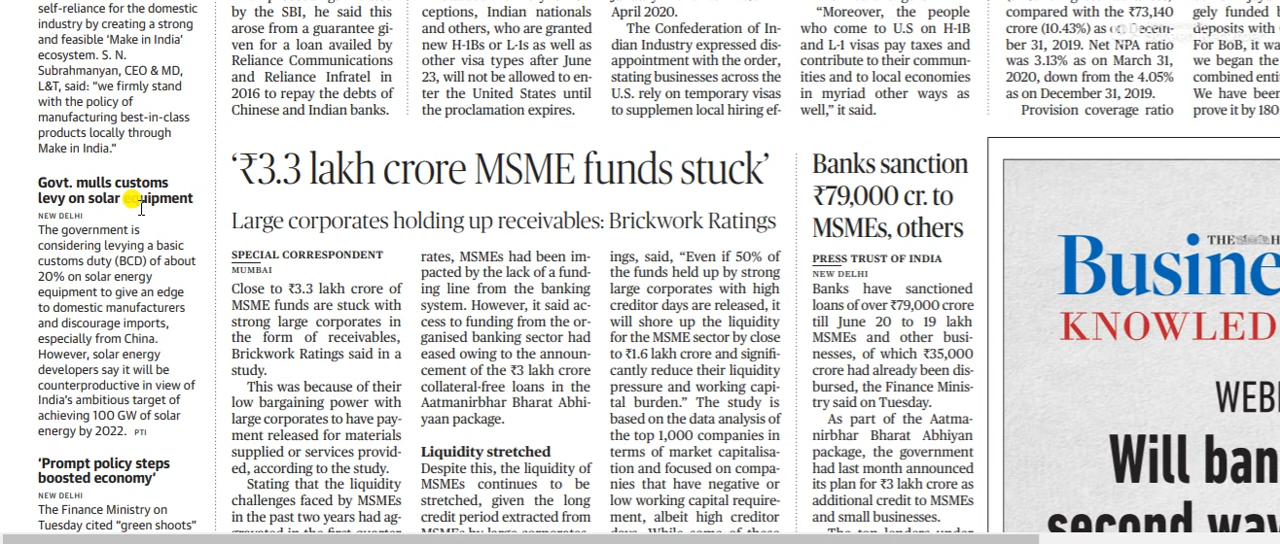 self-reliance for the domestic
industry by creating a strong
and feasible ‘Make in India’
ecosystem. S. N.
Subrahmanyan, CEO & MD,
L&T, said: “we firmly stand
with the policy of
manufacturing best-in-class
products locally through
Make in India.”
Govt. mulls customs
levy on solar equipment
NEW DELHI
The government is
considering levying a basic
customs duty (BCD) of about
20% on solar energy
equipment to give an edge
to domestic manufacturers
and discourage imports,
especially from China.
However, solar energy
developers say it will be
counterproductive in view of
India’s ambitious target of
achieving 100 GW of solar
energy by 2022. PTI
‘Prompt policy steps
boosted economy’
NEW DELHI
The Finance Ministry on
Tuesday cited “green shoots”
by the SBI, he said this
arose from a guarantee gi-
ven for a loan availed by
Reliance Communications
and Reliance Infratel in
2016 to repay the debts of
Chinese and Indian banks.
ceptions, Indian nationals
and others, who are granted
new H-1Bs or L-1s as well as
other visa types after June
23, will not be allowed to en-
ter the United States until
the proclamation expires.
April 2020.
The Confederation of In-
dian Industry expressed dis-
appointment with the order,
stating businesses across the
U.S. rely on temporary visas
to supplemen local hiring ef-
“Moreover, the people
who come to U.S on H-1B
and L-1 visas pay taxes and
contribute to their commun-
ities and to local economies
in myriad other ways as
well,” it said.
compared with the ₹73,140
crore (10.43%) as on Decem-
ber 31, 2019. Net NPA ratio
was 3.13% as on March 31,
2020, down from the 4.05%
as on December 31, 2019.
Provision coverage ratio
gely funded b
deposits with
For BoB, it wa
we began the
combined enti
We have been
prove it by 180
‘₹3.3 lakh crore MSME funds stuck’
Large corporates holding up receivables: Brickwork Ratings
SPECIAL CORRESPONDENT
MUMBAI
Close to ₹3.3 lakh crore of
MSME funds are stuck with
strong large corporates in
the form of receivables,
Brickwork Ratings said in a
study.
This was because of their
low bargaining power with
large corporates to have pay-
ment released for materials
supplied or services provid-
ed, according to the study.
Stating that the liquidity
challenges faced by MSMEs
in the past two years had ag-
gravated in the first quarter
rates, MSMEs had been im-
pacted by the lack of a fund-
ing line from the banking
system. However, it said ac-
cess to funding from the or-
ganised banking sector had
eased owing to the announ-
cement of the ₹3 lakh crore
collateral-free loans in the
Aatmanirbhar Bharat Abhi-
yaan package.
Liquidity stretched
Despite this, the liquidity of
MSMEs continues to be
stretched, given the long
credit period extracted from
MSMEs by large corporates.
ings, said, “Even if 50% of
the funds held up by strong
large corporates with high
creditor days are released, it
will shore up the liquidity
for the MSME sector by close
to ₹1.6 lakh crore and signifi-
cantly reduce their liquidity
pressure and working capi-
tal burden.” The study is
based on the data analysis of
the top 1,000 companies in
terms of market capitalisa-
tion and focused on compa-
nies that have negative or
low working capital require-
ment, albeit high creditor
days. While some of these
Banks sanction
₹79,000 cr. to
MSMEs, others
PRESS TRUST OF INDIA
NEW DELHI
Banks have sanctioned
loans of over ₹79,000 crore
till June 20 to 19 lakh
MSMEs and other busi-
nesses, of which ₹35,000
crore had already been dis-
bursed, the Finance Minis-
try said on Tuesday.
As part of the Aatma-
nirbhar Bharat Abhiyan
package, the government
had last month announced
its plan for ₹3 lakh crore as
additional credit to MSMEs
and small businesses.
The top lenders under
THE H
Busine
KNOWLED
WEBI
Will ban
second wav